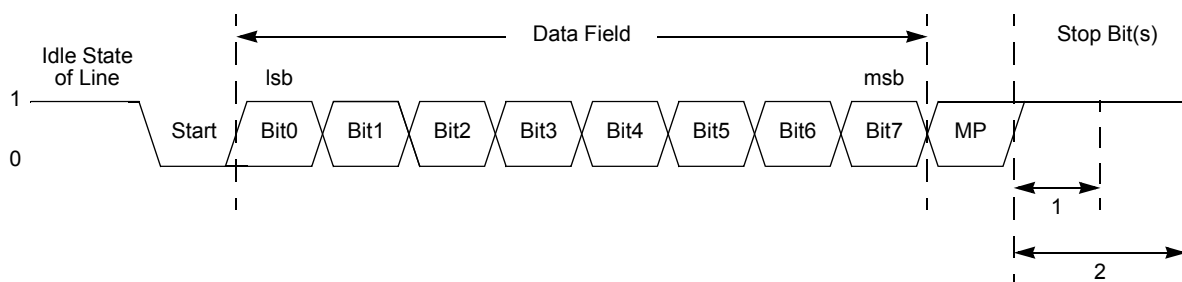 Data Field
Stop Bit(s)
Idle State
of Line
lsb
msb
1
Start
Bit0
Bit1
Bit2
Bit3
Bit4
Bit5
Bit6
Bit7
MP
0
1
2